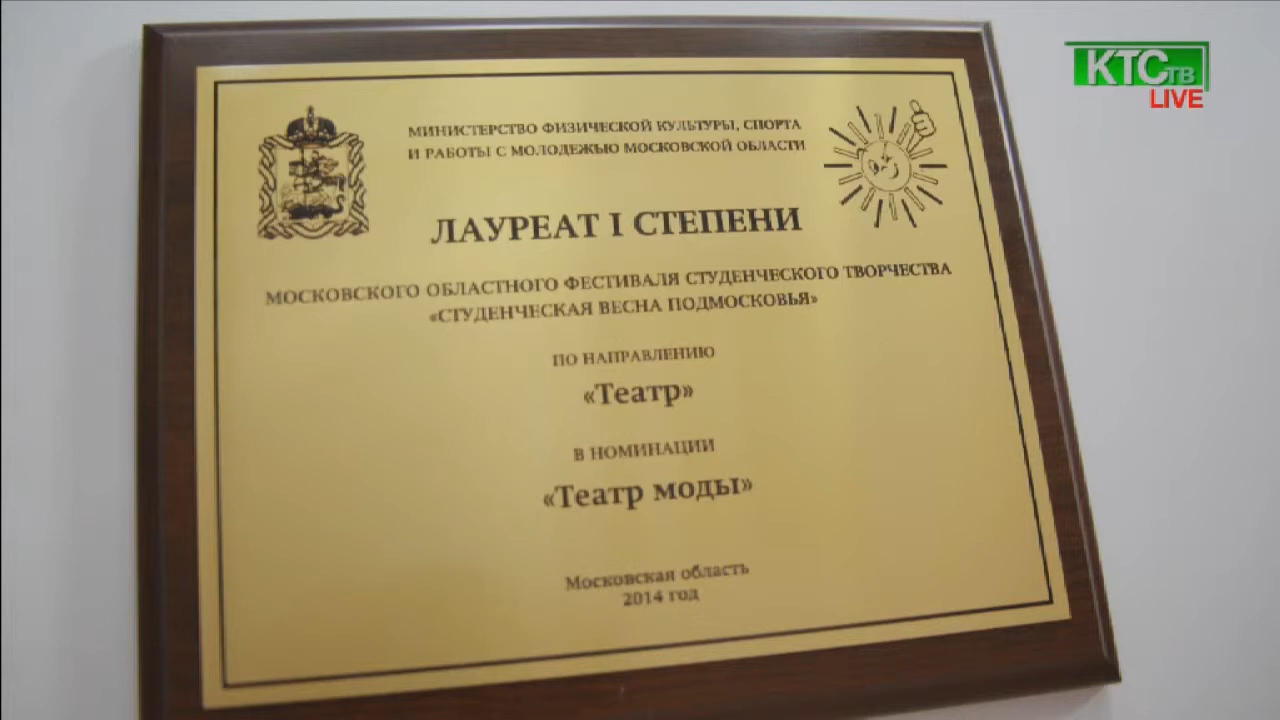 КТС ТВ
LIVE
МИНИСТЕРСТВО ФИЗИЧЕСКОЙ КУЛЬТУРЫ, СПОРТА
И РАБОТЫ С МОЛОДЕЖЬЮ МОСКОВСКОЙ ОБЛАСТИ
ЛАУРЕАТ I СТЕПЕНИ
МОСКОВСКОГО ОБЛАСТНОГО ФЕСТИВАЛЯ СТУДЕНЧЕСКОГО ТВОРЧЕСТВА
«СТУДЕНЧЕСКАЯ ВЕСНА ПОДМОСКОВЬЯ»
ПО НАПРАВЛЕНИЮ
«Театр»
В НОМИНАЦИИ
«Театр моды»
Московская область
2014 год